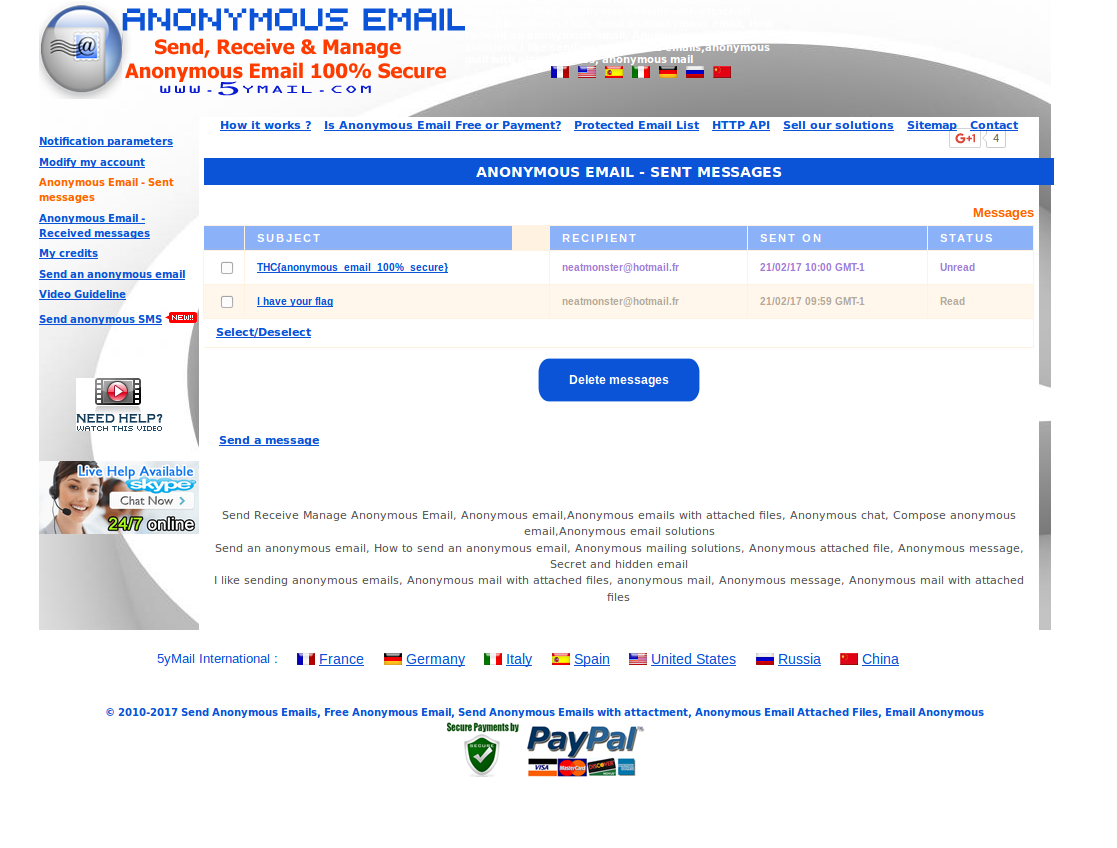 ANONYMOUS EMAIL
Send, Receive & Manage
Anonymous Email 100% Secure
www.5ymail.com
emails,anonymous
anonymous mail
How it works ? Is Anonymous Email Free or Payment? Protected Email List HTTP API Sell our solutions Sitemap Contact
G+1 4
Notification parameters
Modify my account
Anonymous Email - Sent
messages
Anonymous Email -
Received messages
My credits
Send an anonymous email
Video Guideline
Send anonymous SMS NEW!!
NEED HELP?
WATCH THIS VIDEO
Live Help Available
skype
Chat Now
24/7 online
ANONYMOUS EMAIL - SENT MESSAGES
Messages
SUBJECT RECIPIENT SENT ON STATUS
THC{anonymous_email_100%_secure} neatmonster@hotmail.fr 21/02/17 10:00 GMT-1 Unread
I have your flag neatmonster@hotmail.fr 21/02/17 09:59 GMT-1 Read
Select/Deselect
Delete messages
Send a message
Send Receive Manage Anonymous Email, Anonymous email,Anonymous emails with attached files, Anonymous chat, Compose anonymous
email,Anonymous email solutions
Send an anonymous email, How to send an anonymous email, Anonymous mailing solutions, Anonymous attached file, Anonymous message,
Secret and hidden email
I like sending anonymous emails, Anonymous mail with attached files, anonymous mail, Anonymous message, Anonymous mail with attached
files
5yMail International : France Germany Italy Spain United States Russia China
© 2010-2017 Send Anonymous Emails, Free Anonymous Email, Send Anonymous Emails with attactment, Anonymous Email Attached Files, Email Anonymous
Secure Payments by
SECURE
PayPal™
VISA MasterCard DISCOVER